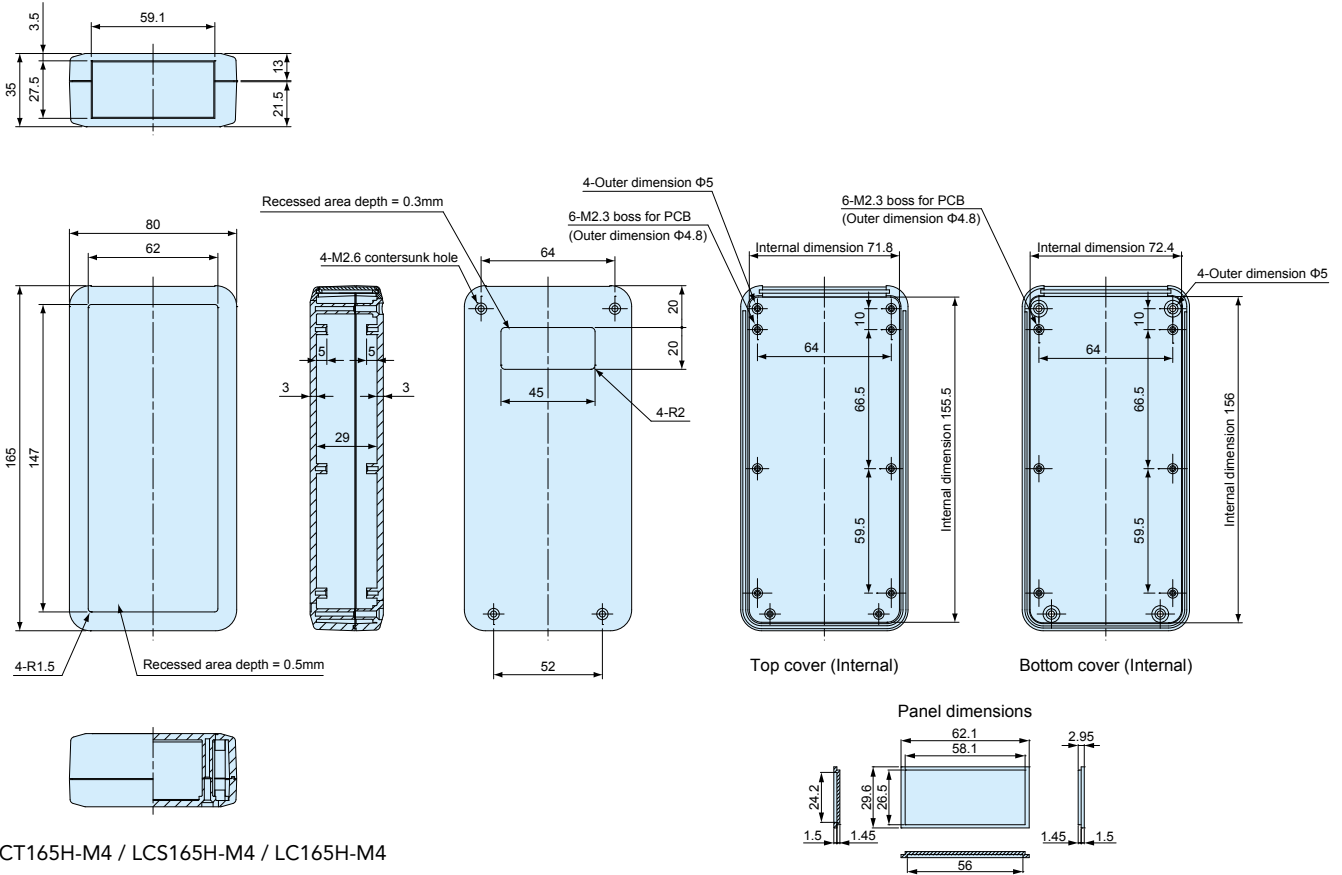 59.1
3.5
35
27.5
13
21.5
4-Outer dimension Φ5
Recessed area depth = 0.3mm
6-M2.3 boss for PCB
(Outer dimension Φ4.8)
6-M2.3 boss for PCB
(Outer dimension Φ4.8)
80
62
4-M2.6 contersunk hole
64
Internal dimension 71.8
Internal dimension 72.4
4-Outer dimension Φ5
20
20
10
10
5
5
64
64
3
3
45
4-R2
66.5
66.5
29
165
147
Internal dimension 155.5
Internal dimension 156
59.5
59.5
4-R1.5
Recessed area depth = 0.5mm
52
Top cover (Internal)
Bottom cover (Internal)
Panel dimensions
62.1
58.1
2.95
24.2
29.6
26.5
1.5
1.45
1.45
1.5
56
CT165H-M4 / LCS165H-M4 / LC165H-M4